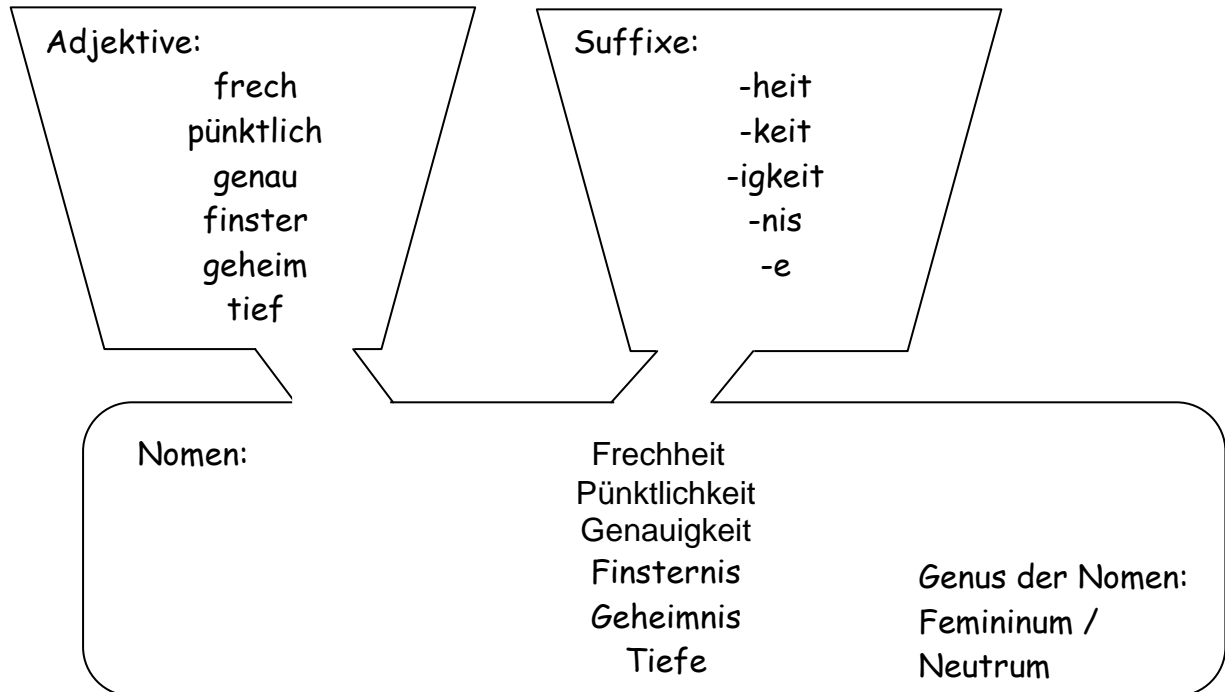 Adjektive:
frech
pünktlich
genau
finster
geheim
tief
Suffixe:
-heit
-keit
-igkeit
-nis
-e
Nomen:
Frechheit
Pünktlichkeit
Genauigkeit
Finsternis
Geheimnis
Tiefe
Genus der Nomen:
Femininum /
Neutrum